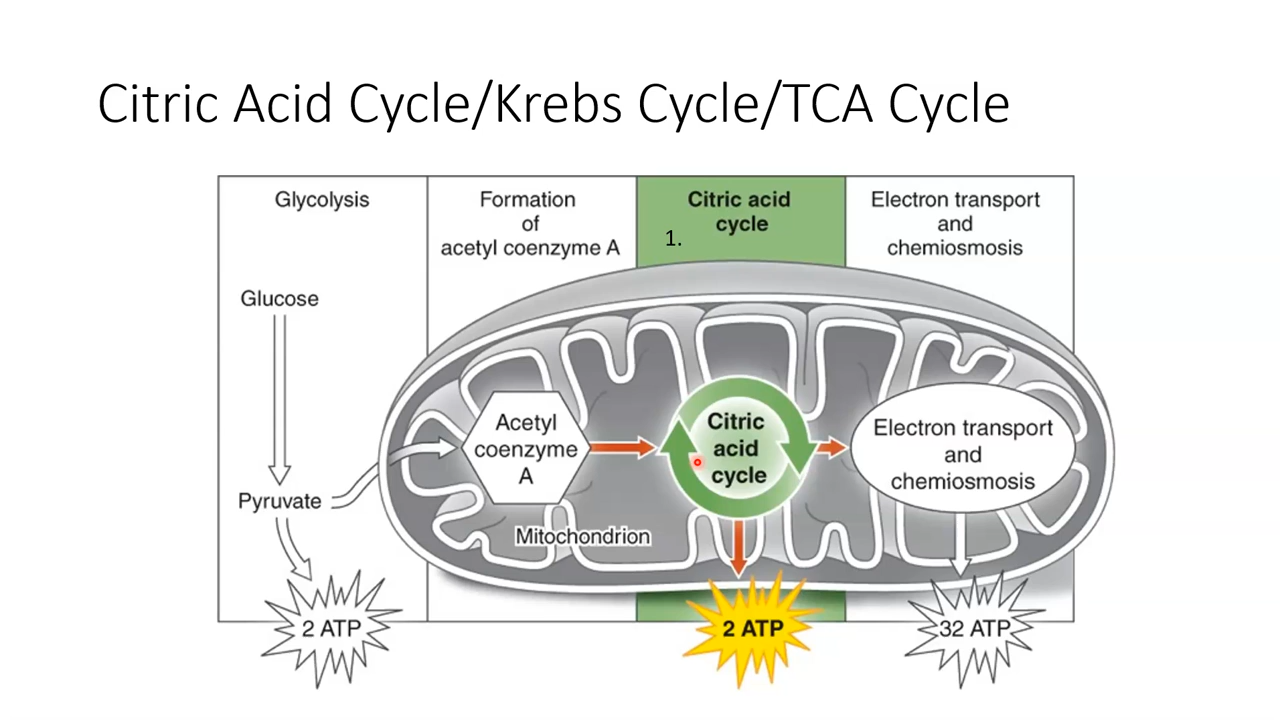 Citric Acid Cycle/Krebs Cycle/TCA Cycle
Glycolysis
Formation
of
acetyl coenzyme A
Citric acid
cycle
1.
Electron transport
and
chemiosmosis
Glucose
Pyruvate
2 ATP
Acetyl
coenzyme
A
Mitochondrion
Citric
acid
cycle
2 ATP
Electron transport
and
chemiosmosis
32 ATP